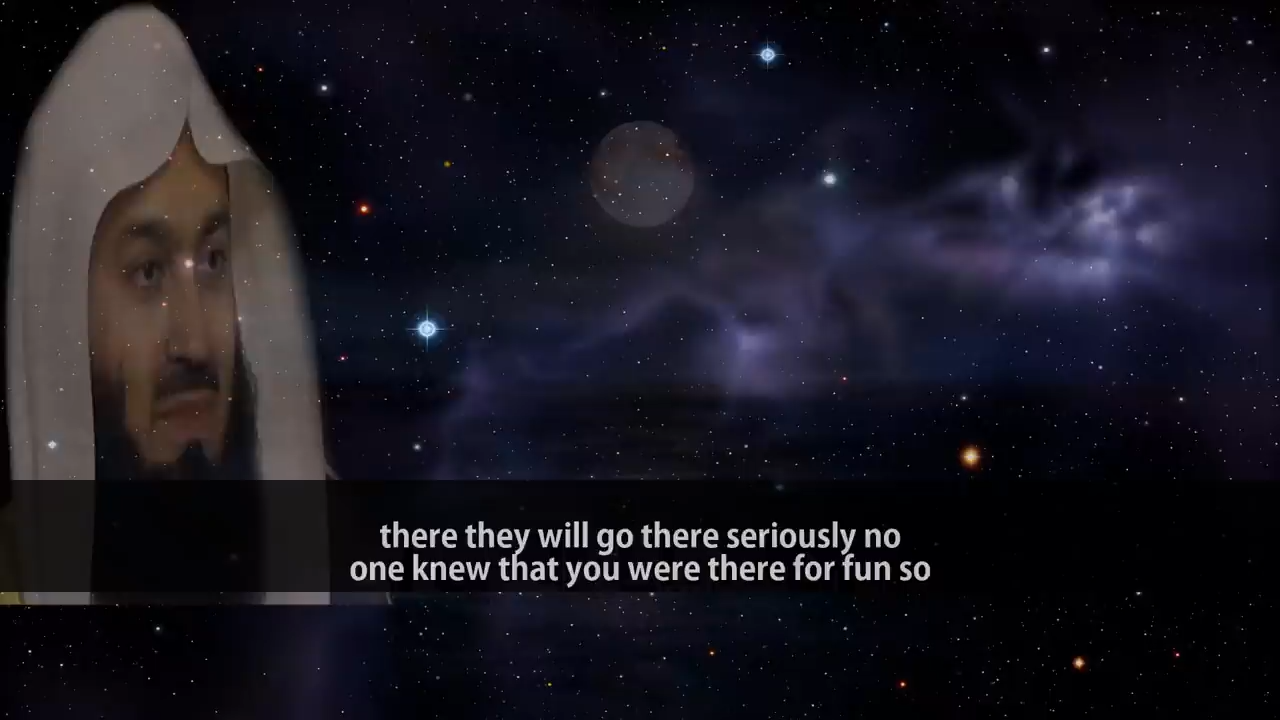 there they will go there seriously no
one knew that you were there for fun so